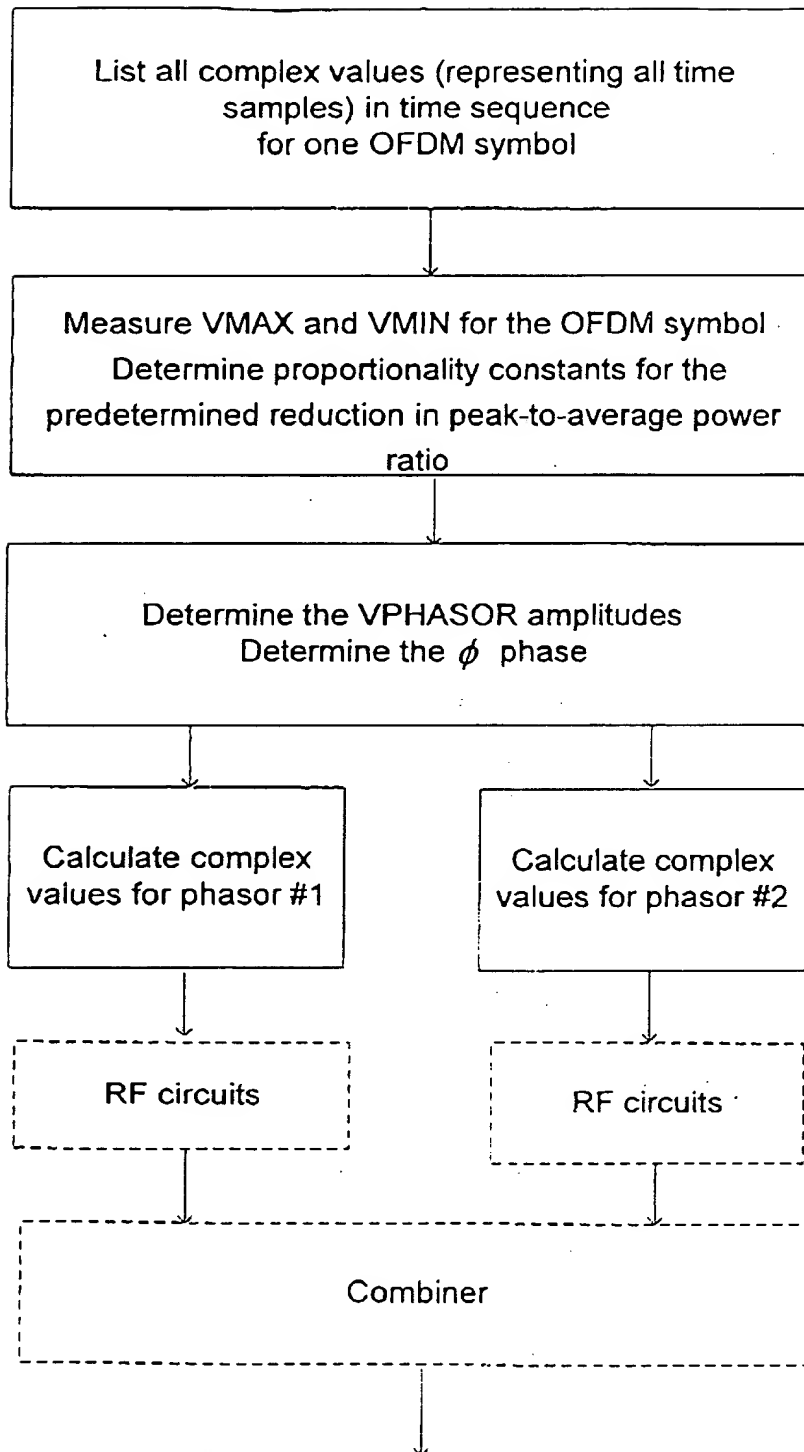 List all complex values (representing all time
samples) in time sequence
for one OFDM symbol
Measure VMAX and VMIN for the OFDM symbol
Determine proportionality constants for the
predetermined reduction in peak-to-average power
ratio
Determine the VPHASOR amplitudes
Determine the ϕ phase
Calculate complex
values for phasor #1
Calculate complex
values for phasor #2
RF circuits
RF circuits
Combiner